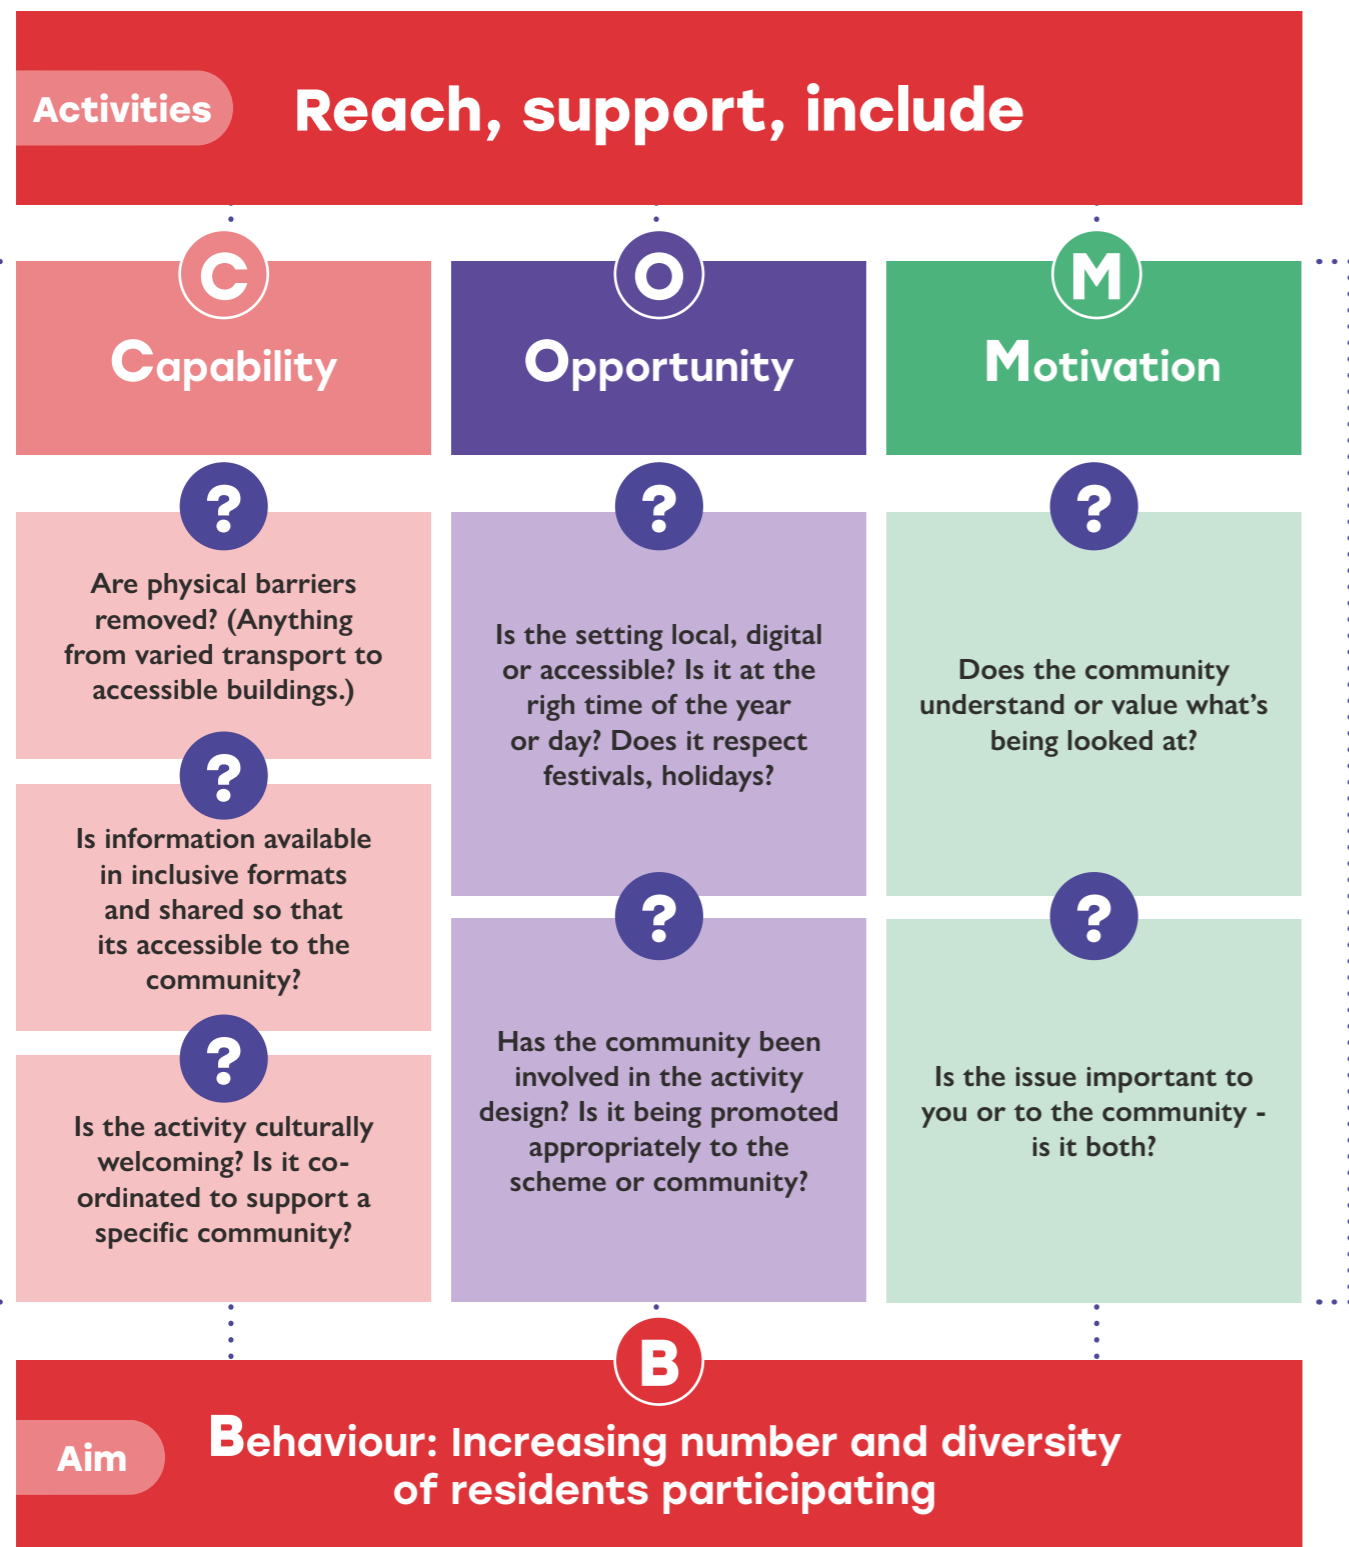 Activities
Reach, support, include
C
Capability
?
Are physical barriers
removed? (Anything
from varied transport to
accessible buildings.)
?
Is information available
in inclusive formats
and shared so that
its accessible to the
community?
?
Is the activity culturally
welcoming? Is it co-
ordinated to support a
specific community?
O
Opportunity
?
Is the setting local, digital
or accessible? Is it at the
righ time of the year
or day? Does it respect
festivals, holidays?
?
Has the community been
involved in the activity
design? Is it being promoted
appropriately to the
scheme or community?
M
Motivation
?
Does the community
understand or value what’s
being looked at?
?
Is the issue important to
you or to the community -
is it both?
B
Aim
Behaviour: Increasing number and diversity
of residents participating